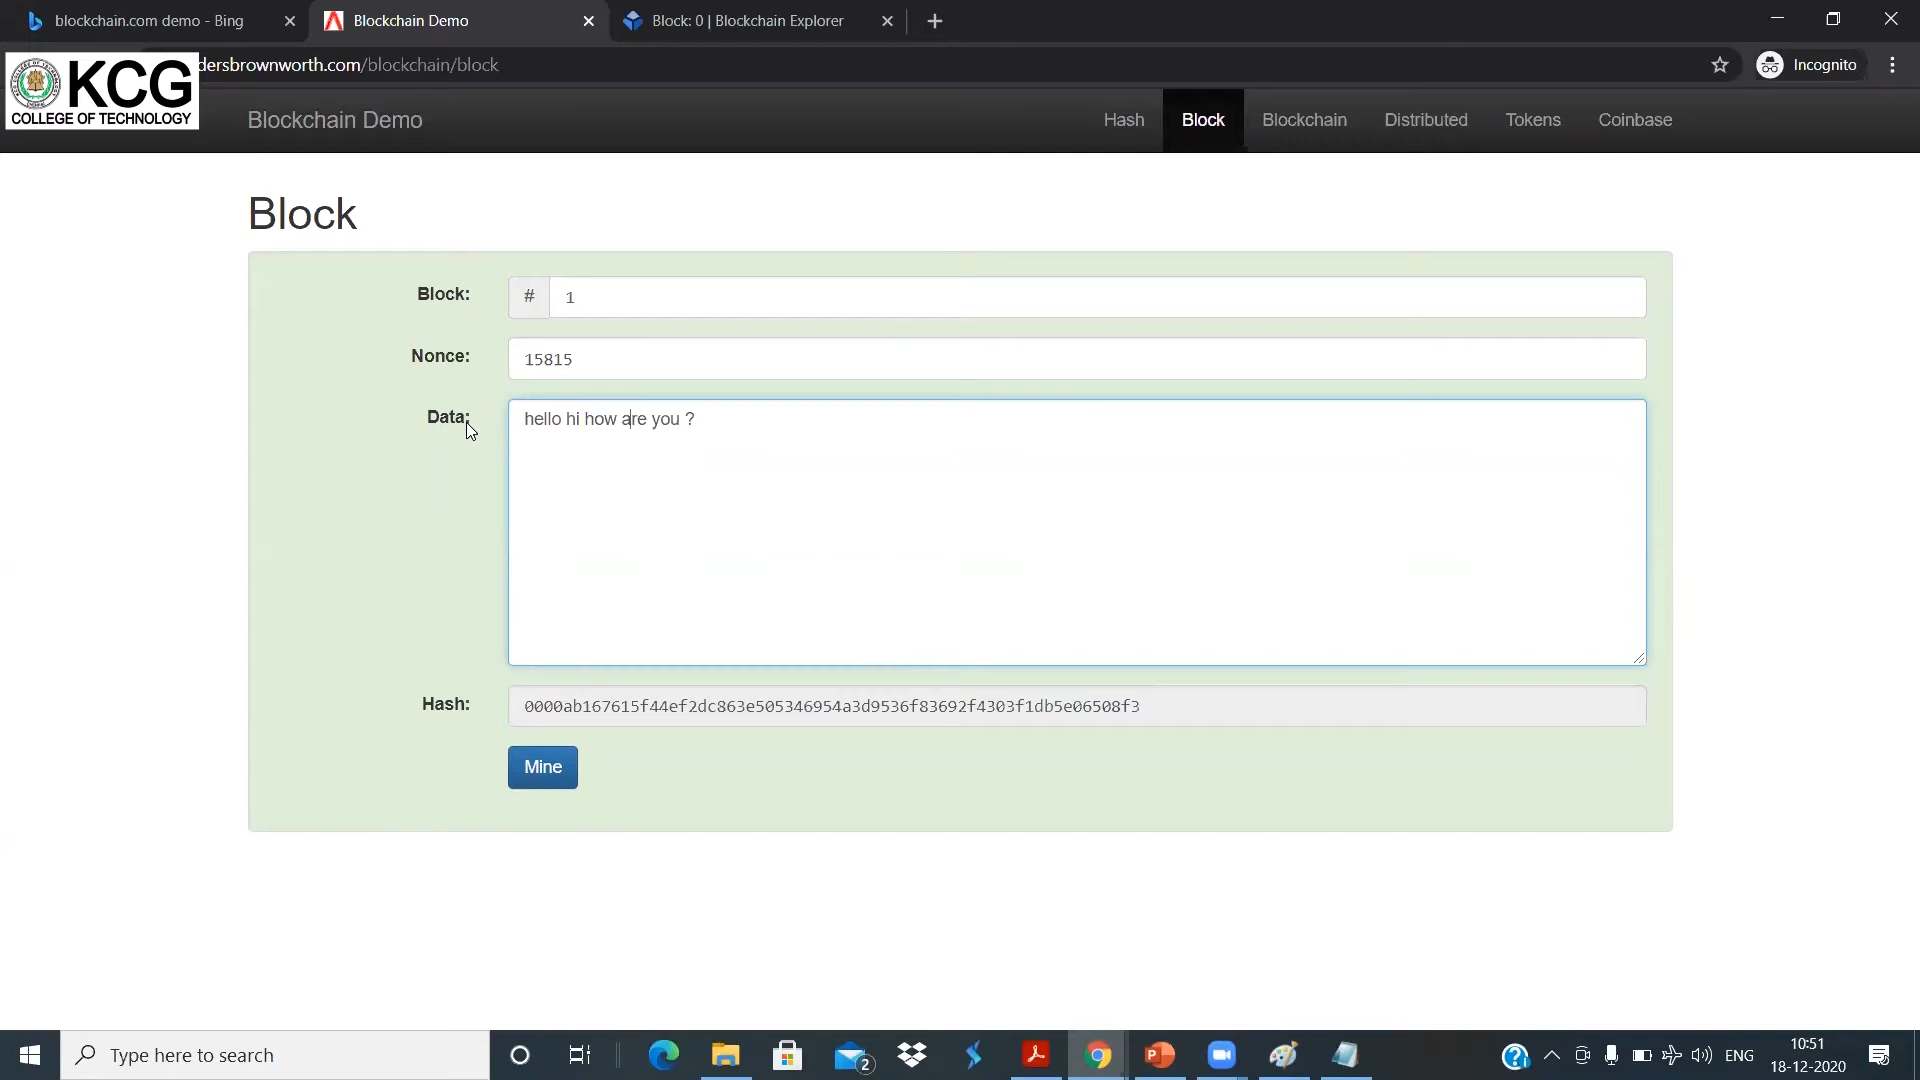 blockchain.com demo - Bing
Blockchain Demo
Block: 0 | Blockchain Explorer
dersbrownworth.com/blockchain/block
Incognito
KCG
COLLEGE OF TECHNOLOGY
Blockchain Demo
Hash
Block
Blockchain
Distributed
Tokens
Coinbase
Block
Block:
# 1
Nonce:
15815
Data:
hello hi how are you ?
Hash:
0000ab167615f44ef2dc863e505346954a3d9536f83692f4303f1db5e06508f3
Mine
Type here to search
2
ENG
10:51
18-12-2020